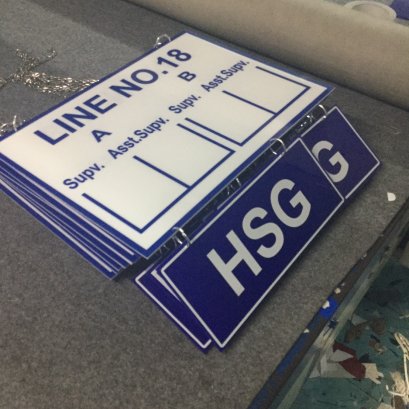 LINE NO.18
A B
Supv. Asst.Supv. Supv. Asst.Supv.
HSG
G